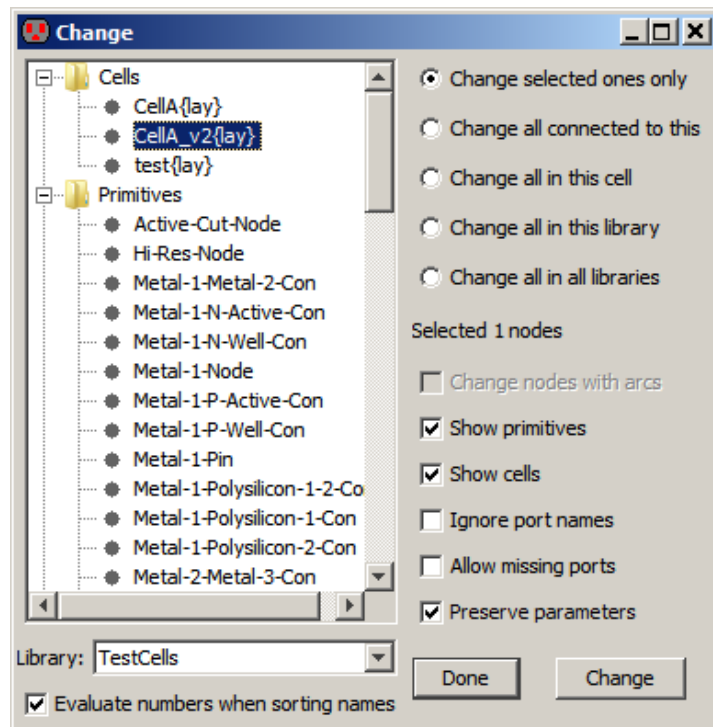 Change
Cells
CellA{lay}
CellA_v2{lay}
test{lay}
Primitives
Active-Cut-Node
Hi-Res-Node
Metal-1-Metal-2-Con
Metal-1-N-Active-Con
Metal-1-N-Well-Con
Metal-1-Node
Metal-1-P-Active-Con
Metal-1-P-Well-Con
Metal-1-Pin
Metal-1-Polysilicon-1-2-Co
Metal-1-Polysilicon-1-Con
Metal-1-Polysilicon-2-Con
Metal-2-Metal-3-Con
Library: TestCells
Evaluate numbers when sorting names
Change selected ones only
Change all connected to this
Change all in this cell
Change all in this library
Change all in all libraries
Selected 1 nodes
Change nodes with arcs
Show primitives
Show cells
Ignore port names
Allow missing ports
Preserve parameters
Done
Change